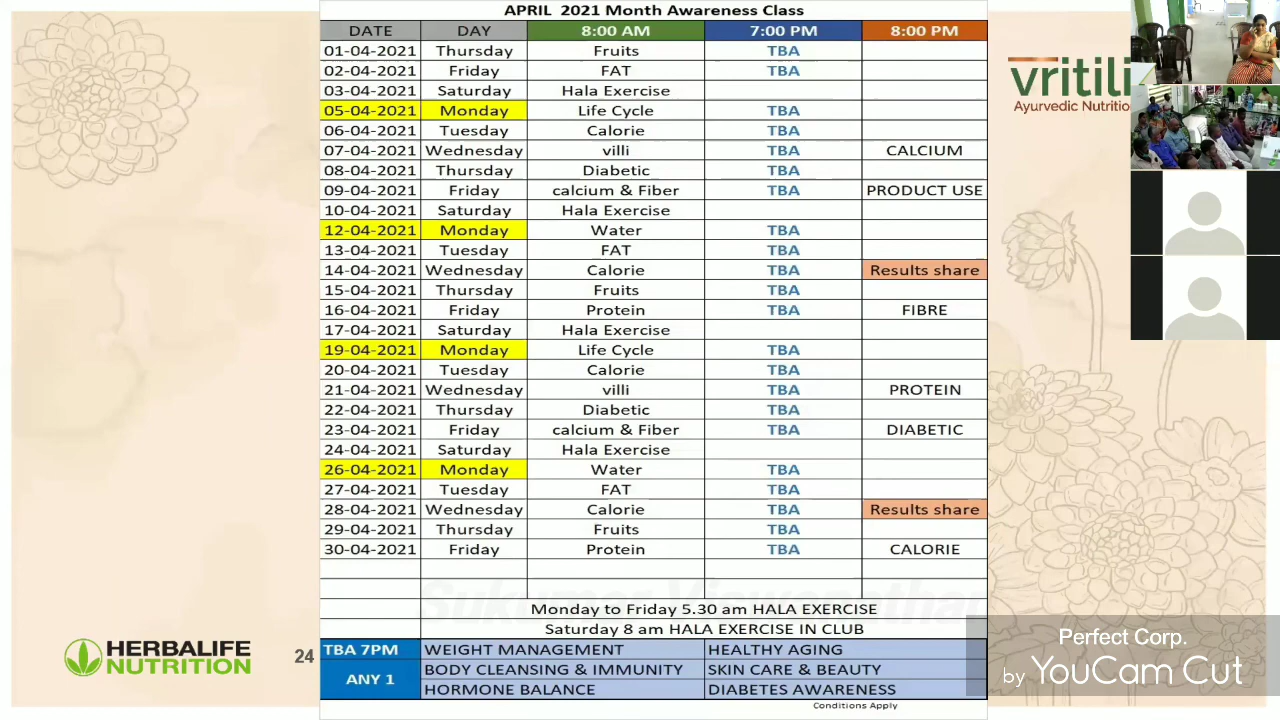 APRIL 2021 Month Awareness Class
DATE DAY 8:00 AM 7:00 PM 8:00 PM
01-04-2021 Thursday Fruits TBA
02-04-2021 Friday FAT TBA
03-04-2021 Saturday Hala Exercise
05-04-2021 Monday Life Cycle TBA
06-04-2021 Tuesday Calorie TBA
07-04-2021 Wednesday villi TBA CALCIUM
08-04-2021 Thursday Diabetic TBA
09-04-2021 Friday calcium & Fiber TBA PRODUCT USE
10-04-2021 Saturday Hala Exercise
12-04-2021 Monday Water TBA
13-04-2021 Tuesday FAT TBA
14-04-2021 Wednesday Calorie TBA Results share
15-04-2021 Thursday Fruits TBA
16-04-2021 Friday Protein TBA FIBRE
17-04-2021 Saturday Hala Exercise
19-04-2021 Monday Life Cycle TBA
20-04-2021 Tuesday Calorie TBA
21-04-2021 Wednesday villi TBA PROTEIN
22-04-2021 Thursday Diabetic TBA
23-04-2021 Friday calcium & Fiber TBA DIABETIC
24-04-2021 Saturday Hala Exercise
26-04-2021 Monday Water TBA
27-04-2021 Tuesday FAT TBA
28-04-2021 Wednesday Calorie TBA Results share
29-04-2021 Thursday Fruits TBA
30-04-2021 Friday Protein TBA CALORIE
Monday to Friday 5.30 am HALA EXERCISE
Saturday 8 am HALA EXERCISE IN CLUB
TBA 7PM WEIGHT MANAGEMENT HEALTHY AGING
ANY 1 BODY CLEANSING & IMMUNITY SKIN CARE & BEAUTY
HORMONE BALANCE DIABETES AWARENESS
Conditions Apply
vritili
Ayurvedic Nutritio
HERBALIFE
NUTRITION
24
Perfect Corp.
by YouCam Cut